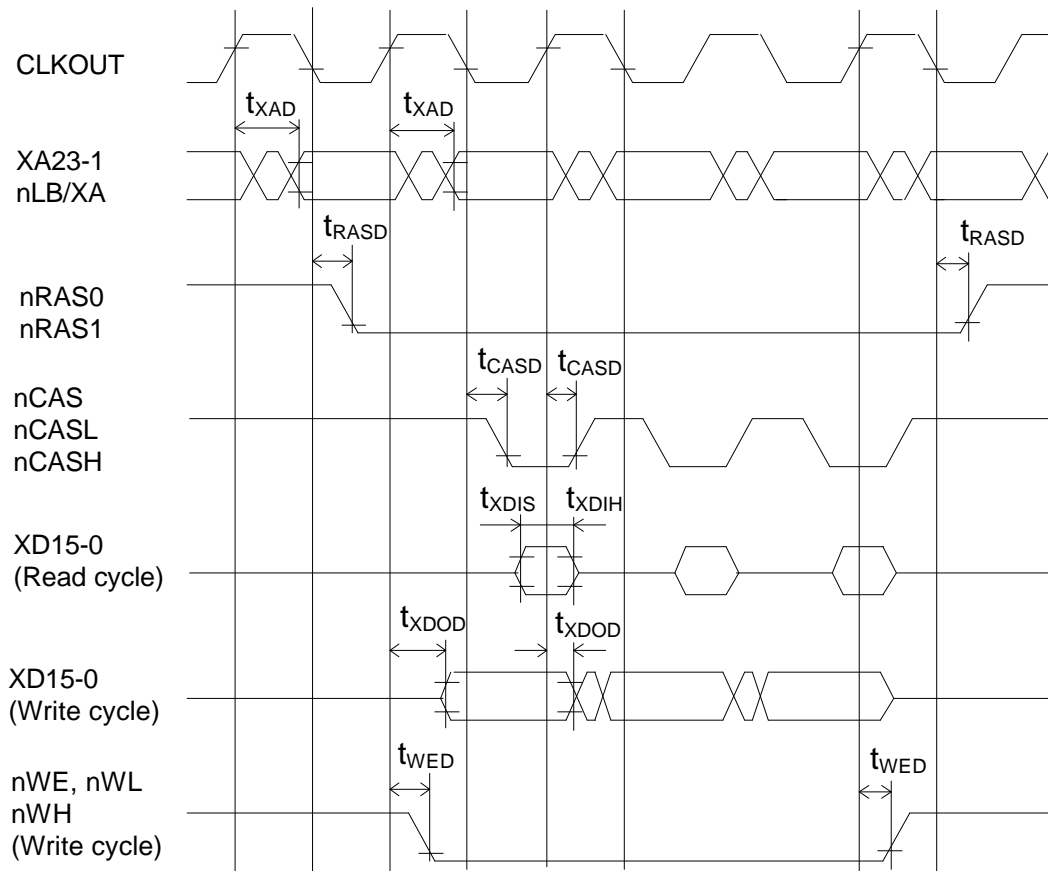 CLKOUT
tXAD tXAD
XA23-1
nLB/XA
tRASD tRASD
nRAS0
nRAS1
tCASD tCASD
nCAS
nCASL
nCASH
tXDIS tXDIH
XD15-0
(Read cycle)
tXDOD tXDOD
XD15-0
(Write cycle)
tWED tWED
nWE, nWL
nWH
(Write cycle)